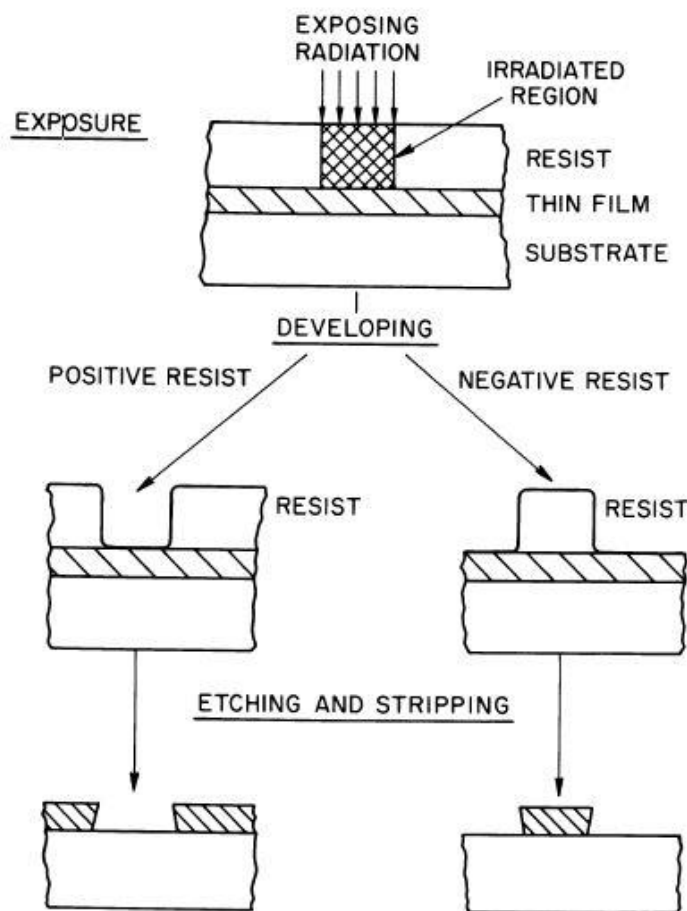 EXPOSING
RADIATION
IRRADIATED
REGION
EXPOSURE
RESIST
THIN FILM
SUBSTRATE
DEVELOPING
POSITIVE RESIST
NEGATIVE RESIST
RESIST
RESIST
ETCHING AND STRIPPING